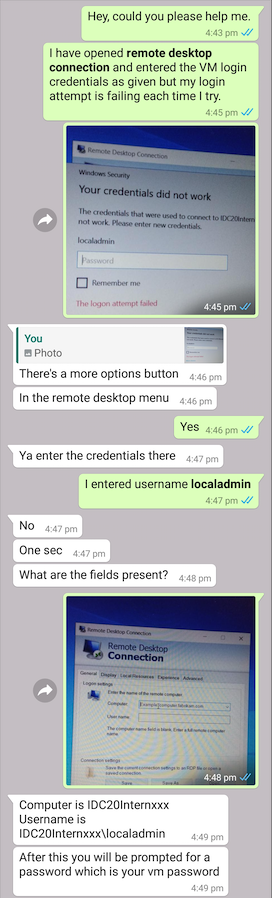 Hey, could you please help me.
4:43 pm
I have opened remote desktop
connection and entered the VM login
credentials as given but my login
attempt is failing each time I try.
4:45 pm
Remote Desktop Connection
Windows Security
Your credentials did not work
The credentials that were used to connect to IDC20Intern
not work. Please enter new credentials.
localadmin
Password
Remember me
The logon attempt failed
4:45 pm
You
Photo
There's a more options button 4:46 pm
In the remote desktop menu 4:46 pm
Yes 4:46 pm
Ya enter the credentials there 4:47 pm
I entered username localadmin
4:47 pm
No 4:47 pm
One sec 4:47 pm
What are the fields present? 4:48 pm
Remote Desktop Connection
Remote Desktop
Connection
General Display Local Resources Experience Advanced
Logon settings
Enter the name of the remote computer.
Computer:
User name:
The computer name field is blank. Enter a full remote computer
name.
Connection settings
Save the current connection settings to an RDP file or open a
saved connection.
4:48 pm
Computer is IDC20Internxxx
Username is
IDC20Internxxx\localadmin 4:49 pm
After this you will be prompted for a
password which is your vm password
4:49 pm